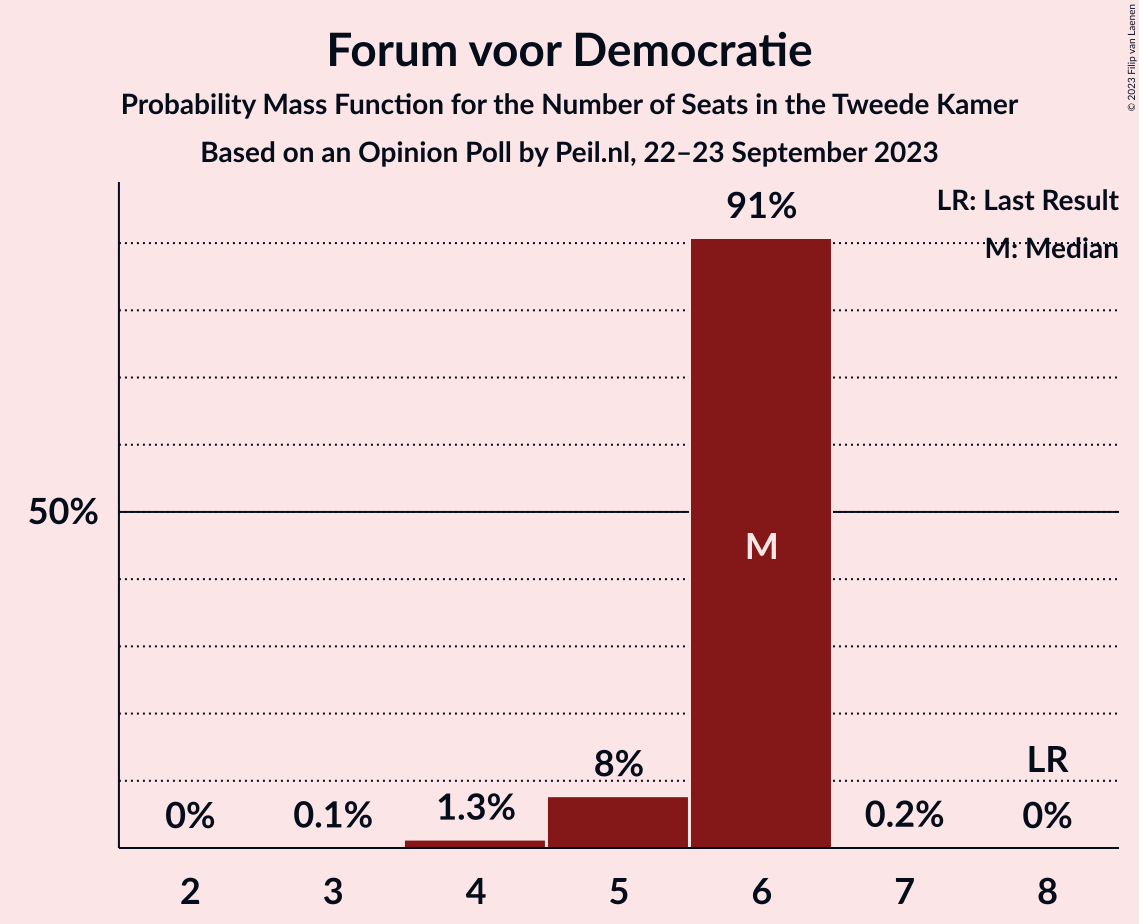 Forum voor Democratie
Probability Mass Function for the Number of Seats in the Tweede Kamer
Based on an Opinion Poll by Peil.nl, 22–23 September 2023
© 2023 Filip van Laenen
LR: Last Result
M: Median
91%
50%
M
8%
LR
0%
0.1%
1.3%
0.2%
0%
2 3 4 5 6 7 8